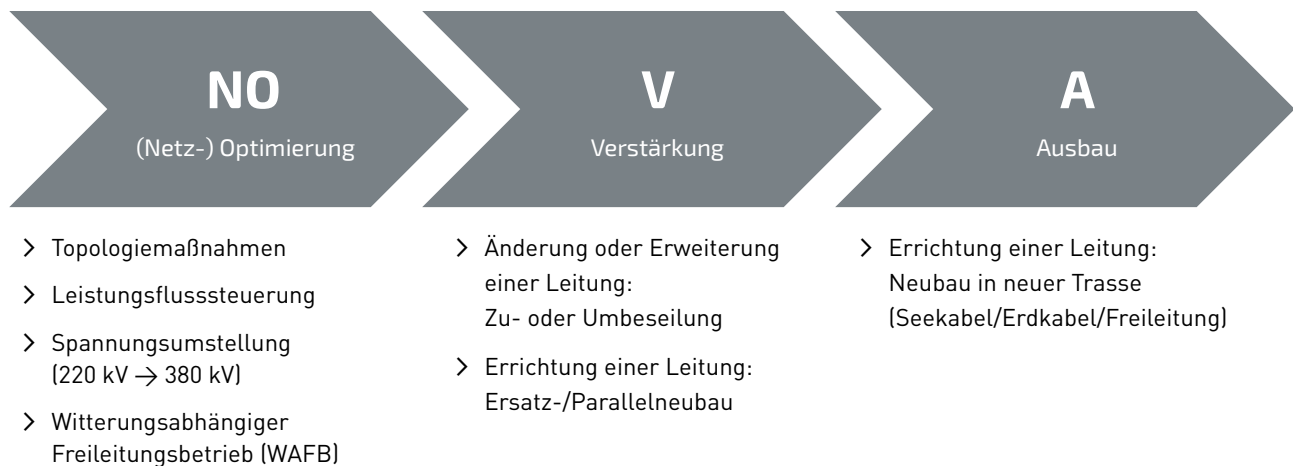 NO
(Netz-) Optimierung
V
Verstärkung
A
Ausbau
Topologiemaßnahmen
Leistungsflusssteuerung
Spannungsumstellung
(220 kV → 380 kV)
Witterungsabhängiger
Freileitungsbetrieb (WAFB)
Änderung oder Erweiterung
einer Leitung:
Zu- oder Umbeseilung
Errichtung einer Leitung:
Ersatz-/Parallelneubau
Errichtung einer Leitung:
Neubau in neuer Trasse
(Seekabel/Erdkabel/Freileitung)